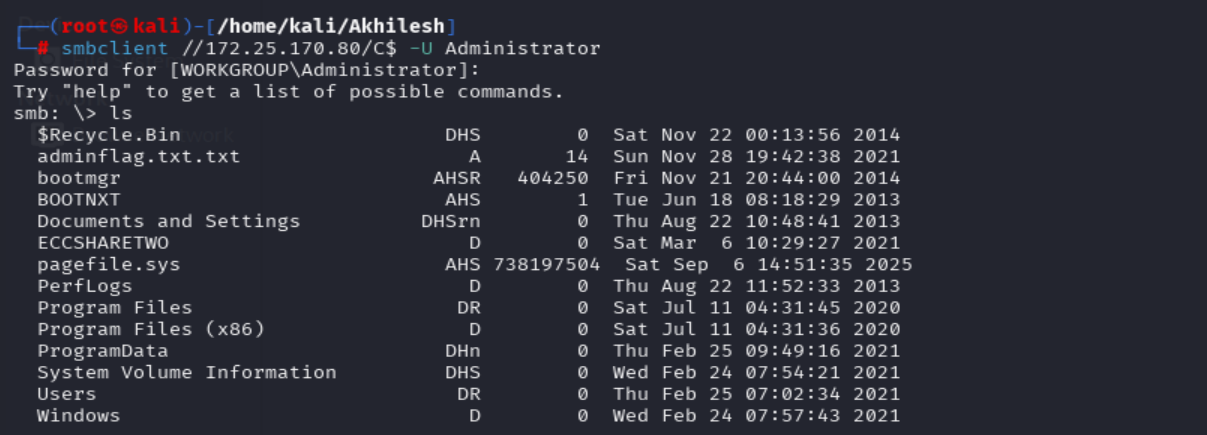 ┌──(root㉿kali)-[/home/kali/Akhilesh]
└─# smbclient //172.25.170.80/C$ -U Administrator
Password for [WORKGROUP\Administrator]:
Try "help" to get a list of possible commands.
smb: \> ls
  $Recycle.Bin                      DHS        0  Sat Nov 22 00:13:56 2014
  adminflag.txt.txt                   A       14  Sun Nov 28 19:42:38 2021
  bootmgr                          AHSR   404250  Fri Nov 21 20:44:00 2014
  BOOTNXT                           AHS        1  Tue Jun 18 08:18:29 2013
  Documents and Settings          DHSrn        0  Thu Aug 22 10:48:41 2013
  ECCSHARETWO                         D        0  Sat Mar  6 10:29:27 2021
  pagefile.sys                      AHS 738197504  Sat Sep  6 14:51:35 2025
  PerfLogs                            D        0  Thu Aug 22 11:52:33 2013
  Program Files                      DR        0  Sat Jul 11 04:31:45 2020
  Program Files (x86)                 D        0  Sat Jul 11 04:31:36 2020
  ProgramData                       DHn        0  Thu Feb 25 09:49:16 2021
  System Volume Information         DHS        0  Wed Feb 24 07:54:21 2021
  Users                              DR        0  Thu Feb 25 07:02:34 2021
  Windows                             D        0  Wed Feb 24 07:57:43 2021